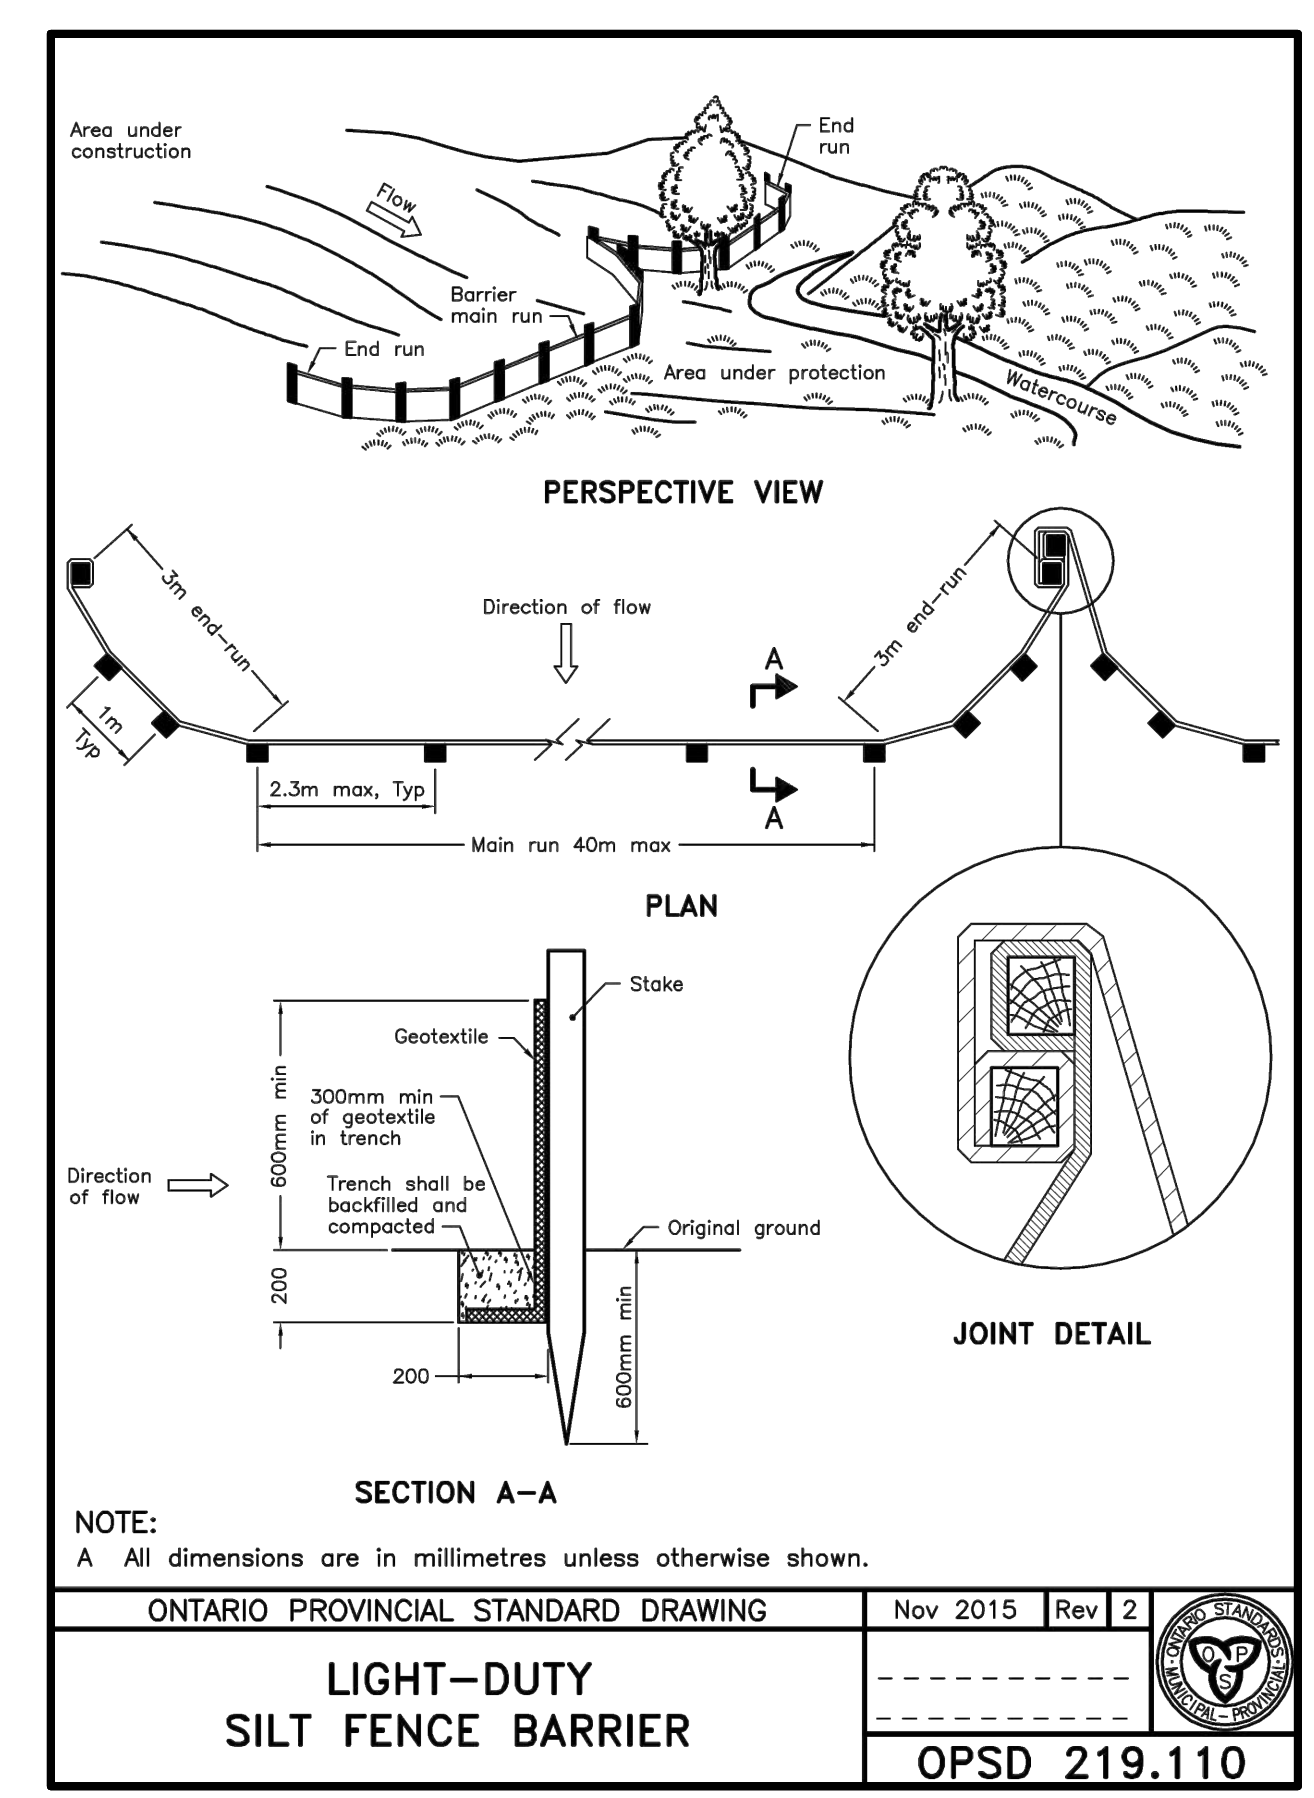 Area under
construction
Flow
End
run
Barrier
main run
End run
Area under protection
Watercourse
PERSPECTIVE VIEW
3m end-run
Direction of flow
3m end-run
A
1m
Typ
2.3m max, Typ
A
Main run 40m max
PLAN
Stake
Geotextile
600mm min
300mm min
of geotextile
in trench
Direction
of flow
Trench shall be
backfilled and
compacted
Original ground
200
600mm min
200
JOINT DETAIL
SECTION A-A
NOTE:
A All dimensions are in millimetres unless otherwise shown.
ONTARIO PROVINCIAL STANDARD DRAWING
Nov 2015
Rev
2
LIGHT-DUTY
SILT FENCE BARRIER
ONTARIO STANDARDS
MUNICIPAL - PROVINCIAL
O P
S
OPSD 219.110